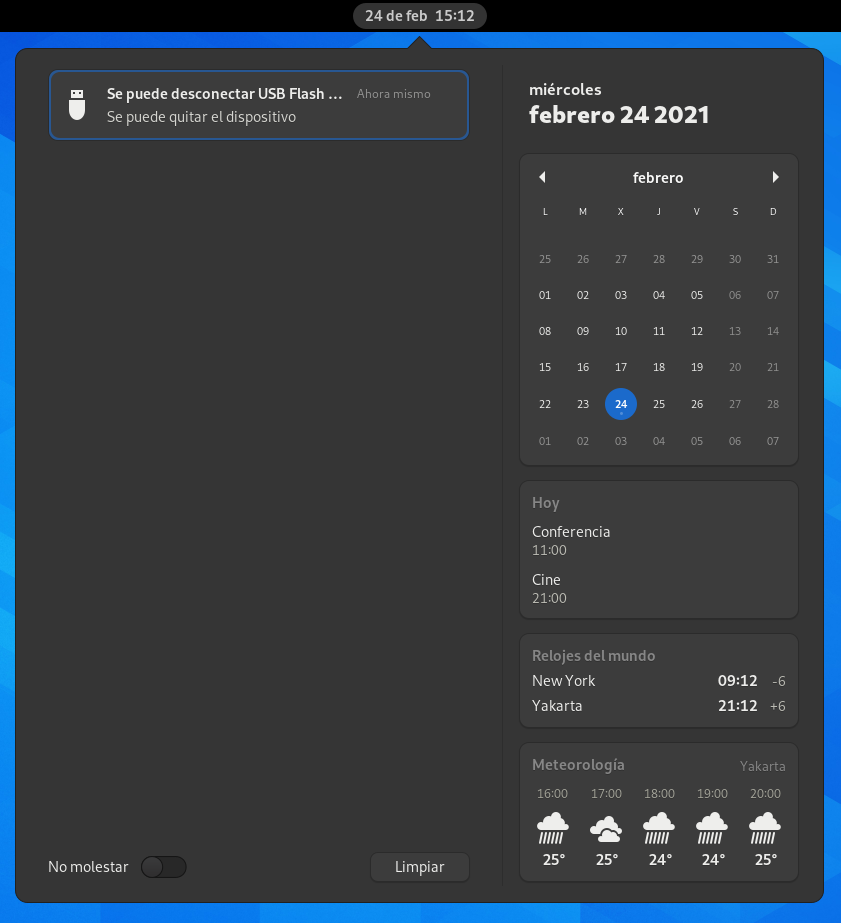 24 de feb 15:12
Se puede desconectar USB Flash ... Ahora mismo
Se puede quitar el dispositivo
No molestar
Limpiar
miércoles
febrero 24 2021
febrero
L M X J V S D
25 26 27 28 29 30 31
01 02 03 04 05 06 07
08 09 10 11 12 13 14
15 16 17 18 19 20 21
22 23 24 25 26 27 28
01 02 03 04 05 06 07
Hoy
Conferencia
11:00
Cine
21:00
Relojes del mundo
New York 09:12 -6
Yakarta 21:12 +6
Meteorología Yakarta
16:00 17:00 18:00 19:00 20:00
25° 25° 24° 24° 25°